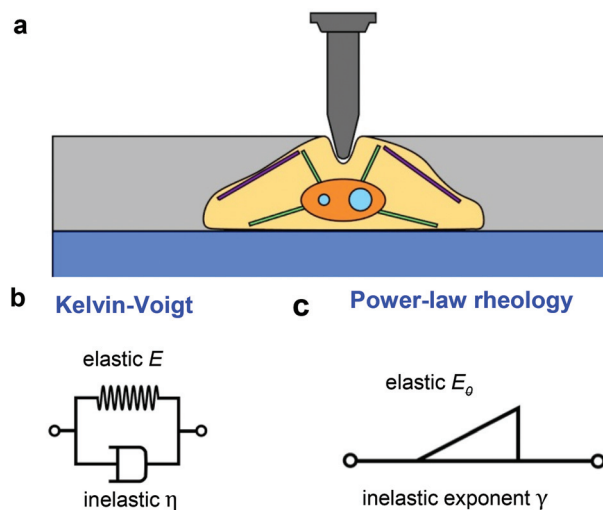 a
b Kelvin-Voigt
c Power-law rheology
elastic E
inelastic η
elastic E₀
inelastic exponent γ